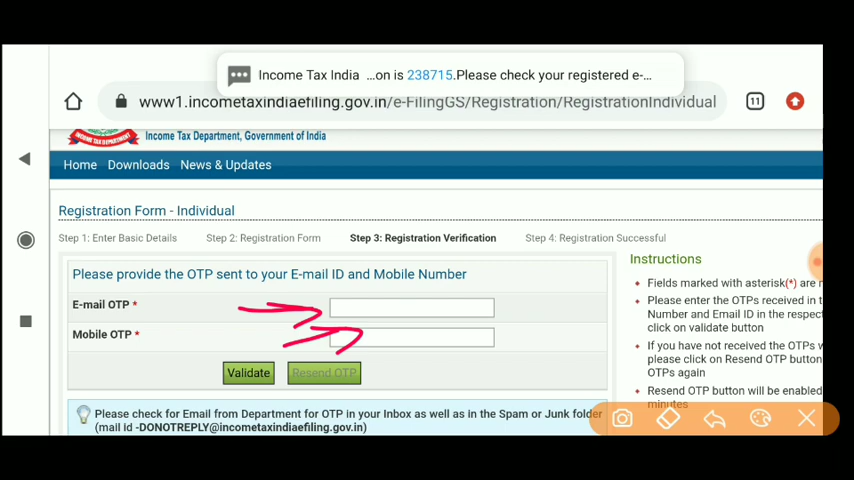 Income Tax India ...on is 238715.Please check your registered e-...
www1.incometaxindiaefiling.gov.in/e-FilingGS/Registration/RegistrationIndividual
11
Income Tax Department, Government of India
Home Downloads News & Updates
Registration Form - Individual
Step 1: Enter Basic Details Step 2: Registration Form Step 3: Registration Verification Step 4: Registration Successful
Please provide the OTP sent to your E-mail ID and Mobile Number
E-mail OTP *
Mobile OTP *
Validate Resend OTP
Please check for Email from Department for OTP in your Inbox as well as in the Spam or Junk folder
(mail id -DONOTREPLY@incometaxindiaefiling.gov.in)
Instructions
Fields marked with asterisk(*) are
Please enter the OTPs received in
Number and Email ID in the
click on validate button
If you have not received the OTPs
please click on Resend OTP button
OTPs again
Resend OTP button will be enabled
minutes